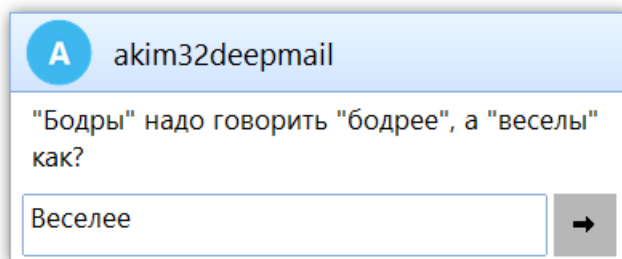 A
akim32deepmail
"Бодры" надо говорить "бодрее", а "веселы"
как?
Веселее